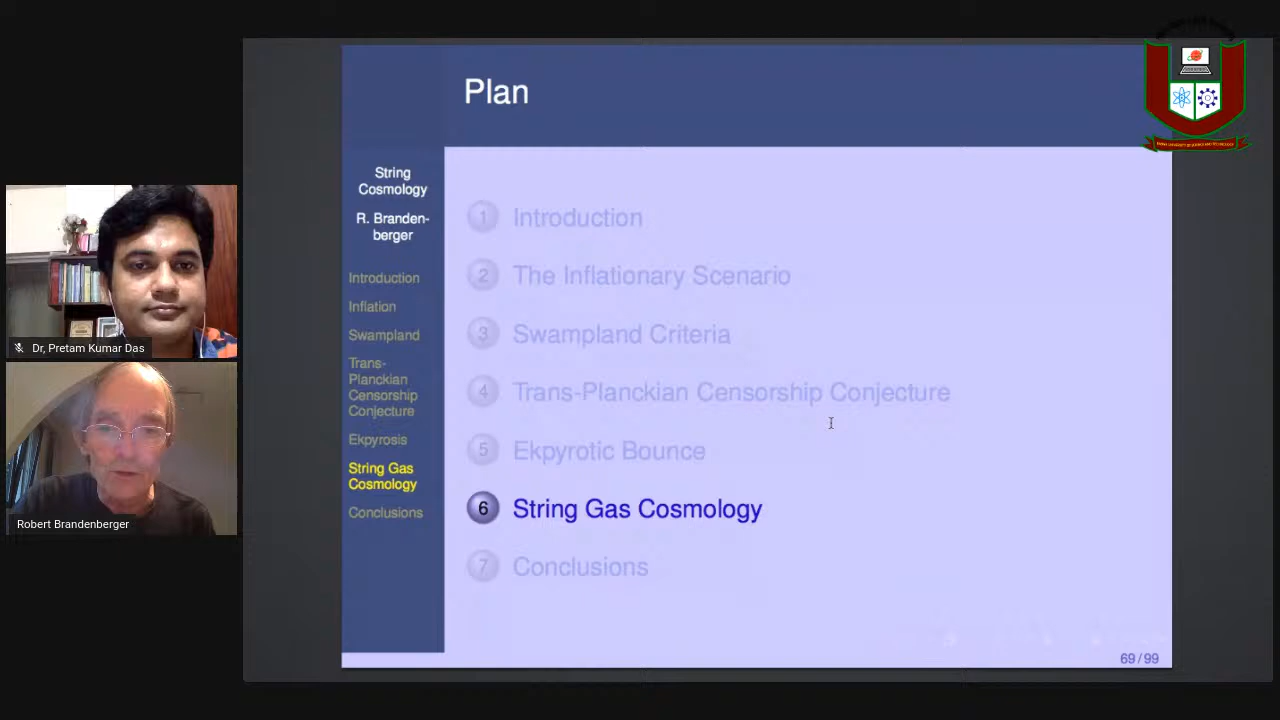 Plan
String
Cosmology
R. Branden-
berger
Introduction
Inflation
Swampland
Trans-
Planckian
Censorship
Conjecture
Ekpyrosis
String Gas
Cosmology
Conclusions
1 Introduction
2 The Inflationary Scenario
3 Swampland Criteria
4 Trans-Planckian Censorship Conjecture
5 Ekpyrotic Bounce
6 String Gas Cosmology
7 Conclusions
69/99
Dr, Pretam Kumar Das
Robert Brandenberger